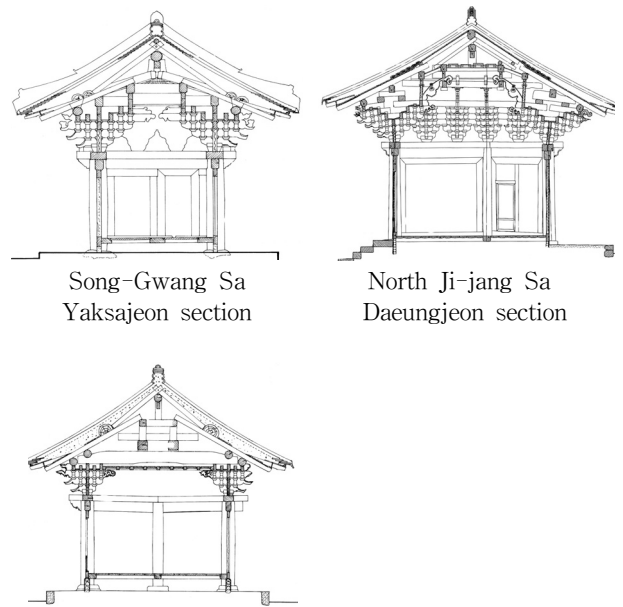 Song-Gwang Sa
Yaksajeon section
North Ji-jang Sa
Daeungjeon section